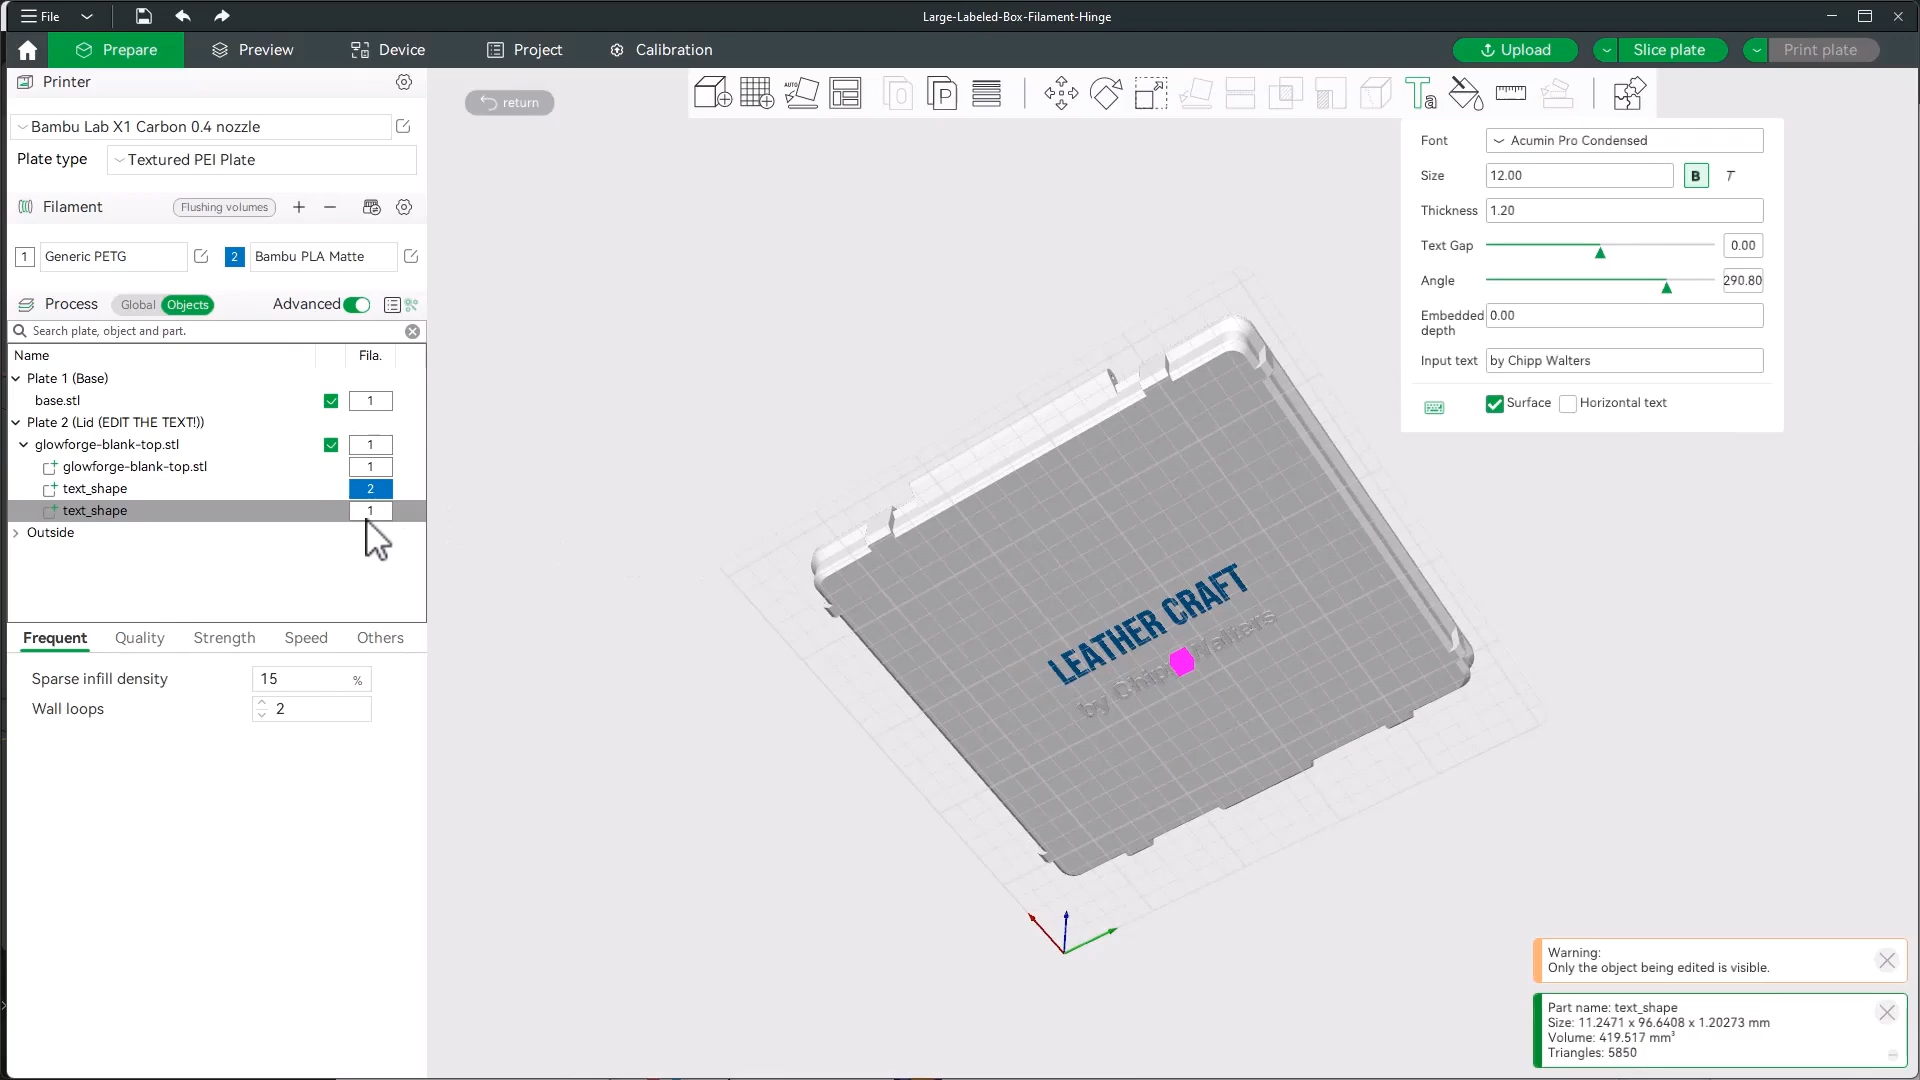 File
Large-Labeled-Box-Filament-Hinge
Prepare
Preview
Device
Project
Calibration
Upload
Slice plate
Print plate
Printer
return
AUTO
O
P
Ta
Bambu Lab X1 Carbon 0.4 nozzle
Plate type
Textured PEI Plate
Filament
Flushing volumes
1
Generic PETG
2
Bambu PLA Matte
Process
Global
Objects
Advanced
Search plate, object and part.
Name
Fila.
Plate 1 (Base)
base.stl
1
Plate 2 (Lid (EDIT THE TEXT!))
glowforge-blank-top.stl
1
glowforge-blank-top.stl
1
text_shape
2
text_shape
1
Outside
Frequent
Quality
Strength
Speed
Others
Sparse infill density
15
%
Wall loops
2
Font
Acumin Pro Condensed
Size
12.00
B
T
Thickness
1.20
Text Gap
0.00
Angle
290.80
Embedded
depth
0.00
Input text
by Chipp Walters
Surface
Horizontal text
LEATHER CRAFT
by Chipp Walters
Warning:
Only the object being edited is visible.
Part name: text_shape
Size: 11.2471 x 96.6408 x 1.20273 mm
Volume: 419.517 mm³
Triangles: 5850